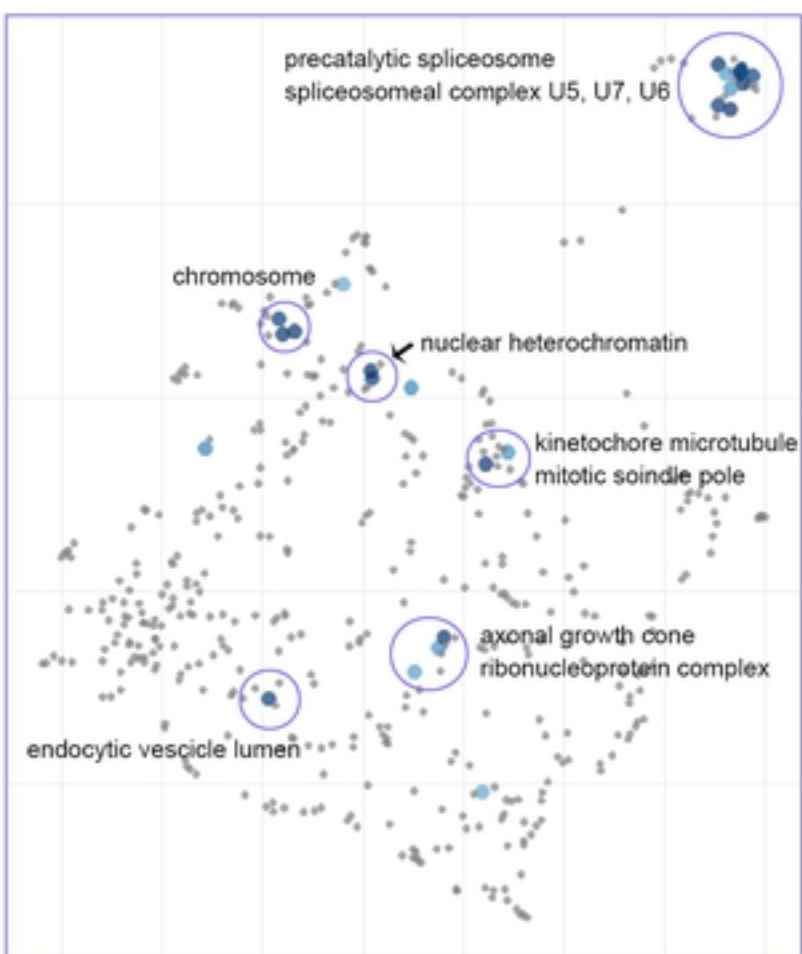 precatalytic spliceosome
spliceosomeal complex U5, U7, U6
chromosome
nuclear heterochromatin
kinetochore microtubule
mitotic soindle pole
axonal growth cone
ribonucleoprotein complex
endocytic vescicle lumen